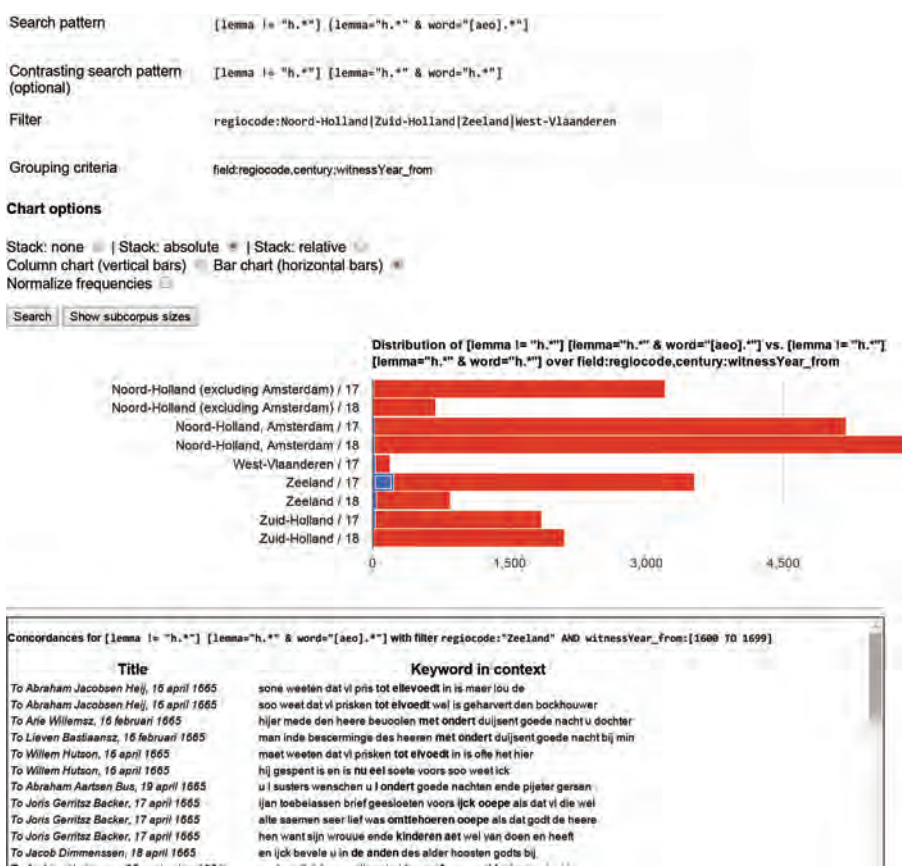 Search pattern [lemma != "h.*"] [lemma="h.*" & word="[aeo].*"]
Contrasting search pattern [lemma != "h.*"] [lemma="h.*" & word="h.*"]
(optional)
Filter regiocode:Noord-Holland|Zuid-Holland|Zeeland|West-Vlaanderen
Grouping criteria field:regiocode,century:witnessYear_from
Chart options
Stack: none | Stack: absolute | Stack: relative
Column chart (vertical bars) Bar chart (horizontal bars)
Normalize frequencies
Search Show subcorpus sizes
Distribution of [lemma != "h.*"] [lemma="h.*" & word="[aeo].*"] vs. [lemma != "h.*"]
[lemma="h.*" & word="h.*"] over field:regiocode,century:witnessYear_from
Noord-Holland (excluding Amsterdam) / 17
Noord-Holland (excluding Amsterdam) / 18
Noord-Holland, Amsterdam / 17
Noord-Holland, Amsterdam / 18
West-Vlaanderen / 17
Zeeland / 17
Zeeland / 18
Zuid-Holland / 17
Zuid-Holland / 18
0 1,500 3,000 4,500
Concordances for [lemma != "h.*"] [lemma="h.*" & word="[aeo].*"] with filter regiocode:"Zeeland" AND witnessYear_from:[1600 TO 1699]
Title Keyword in context
To Abraham Jacobsen Heij, 16 april 1665 sone weeten dat vl pris tot ellevoedt in is maer lou de
To Abraham Jacobsen Heij, 16 april 1665 soo weet dat vl prisken tot elvoedt wel is geharvert den bockhouwer
To Arie Willemsz, 16 februari 1665 hijer mede den heere beuoolen met ondert duijsent goede nacht u dochter
To Lieven Bastiaansz, 16 februari 1665 man inde bescerminge des heeren met ondert duijsent goede nacht bij min
To Willem Hutson, 16 april 1665 maet weeten dat vl prisken tot elvoedt in is ofte het hier
To Willem Hutson, 16 april 1665 hij gespent is en is nu eel soete voors soo weet ick
To Abraham Aartsen Bus, 19 april 1665 u l susters wenschen u l ondert goede nachten ende pijeter gersen
To Joris Gerritsz Backer, 17 april 1665 ijan toebelassen brief geesloeten voors ijck ooepe als dat vl die wel
To Joris Gerritsz Backer, 17 april 1665 alte saemen seer lief was omttehoeren ooepe als dat godt de heere
To Joris Gerritsz Backer, 17 april 1665 hen want sijn wrouue ende kinderen aet wel van doen en heeft
To Jacob Dimmenssen, 18 april 1665 en ijck bevele u in de anden des alder hoosten godts bij